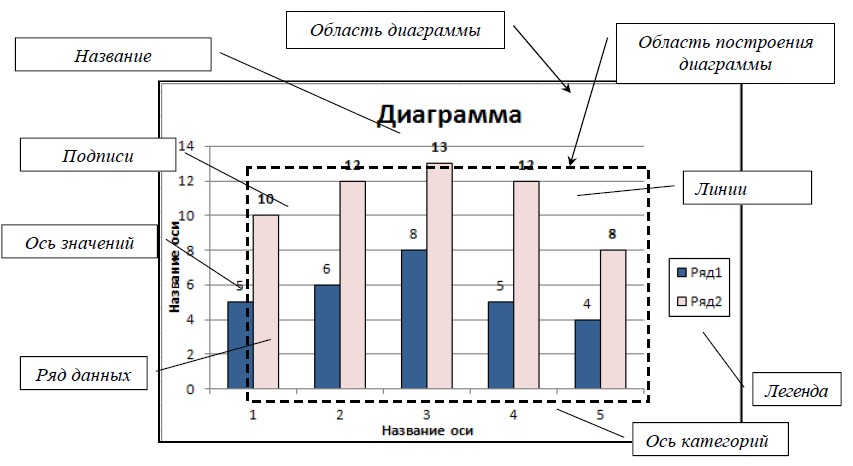 Область диаграммы
Область построения
диаграммы
Название
Диаграмма
Подписи
Линии
Ось значений
Ряд данных
Легенда
Ось категорий
Название оси
14
12
10
8
6
4
2
0
5
10
6
12
8
13
5
12
4
8
1
2
3
4
5
Название оси
Ряд1
Ряд2